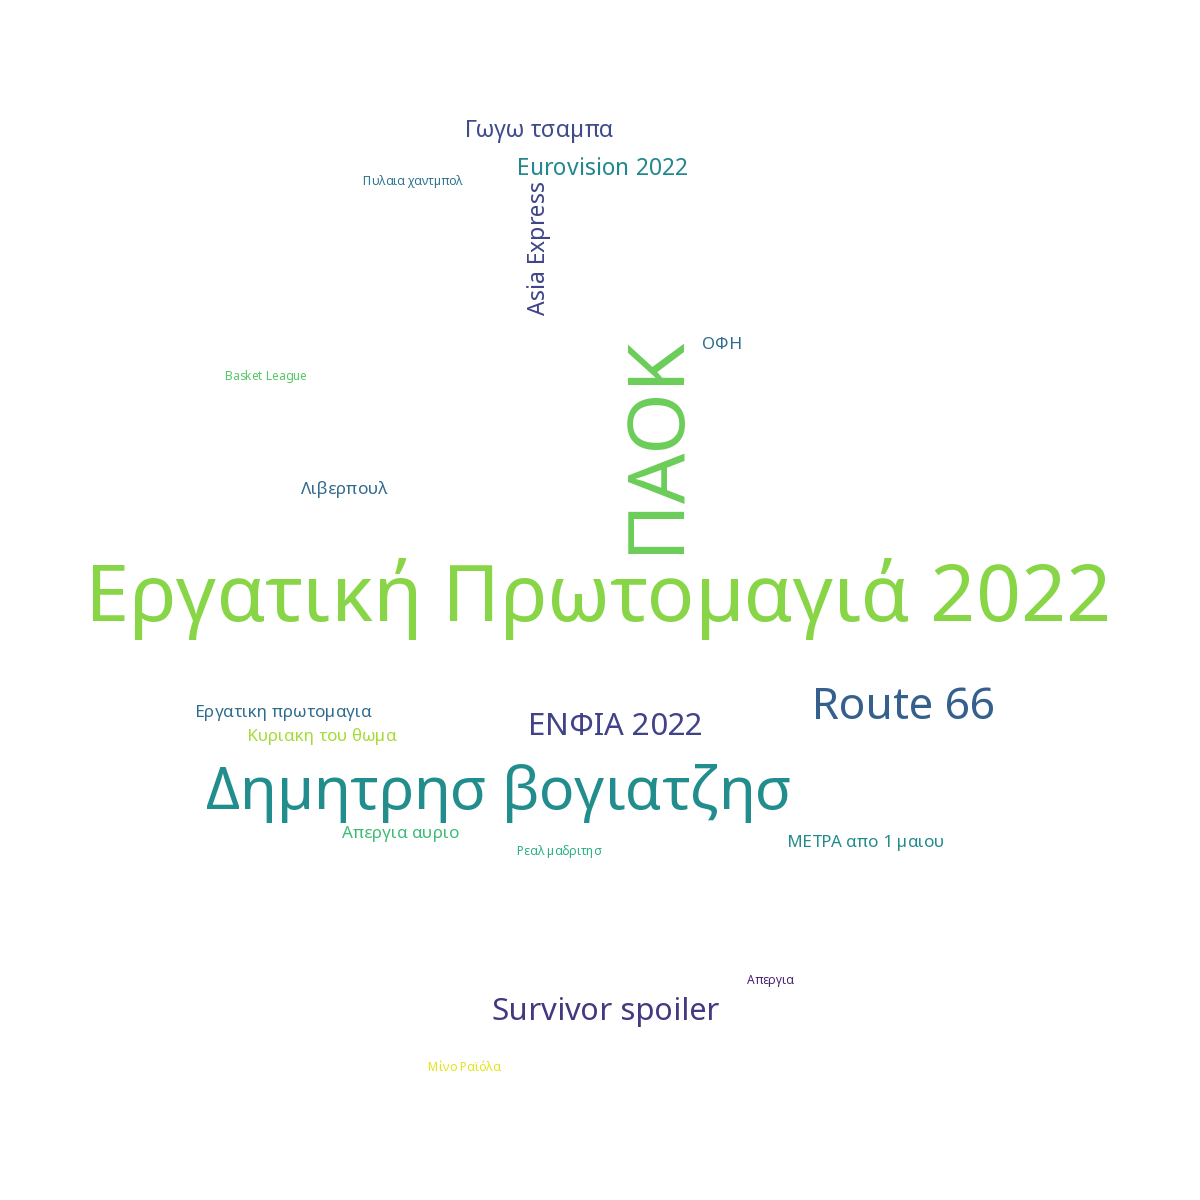 Γωγω τσαμπα
Eurovision 2022
Πυλαια χαντμπολ
Asia Express
ΟΦΗ
ΠΑΟΚ
Basket League
Λιβερπουλ
Εργατική Πρωτομαγιά 2022
Route 66
Εργατικη πρωτομαγια
ΕΝΦΙΑ 2022
Κυριακη του θωμα
Δημητρησ βογιατζησ
Απεργια αυριο
ΜΕΤΡΑ απο 1 μαιου
Ρεαλ μαδριτησ
Απεργια
Survivor spoiler
Μίνο Ραϊόλα